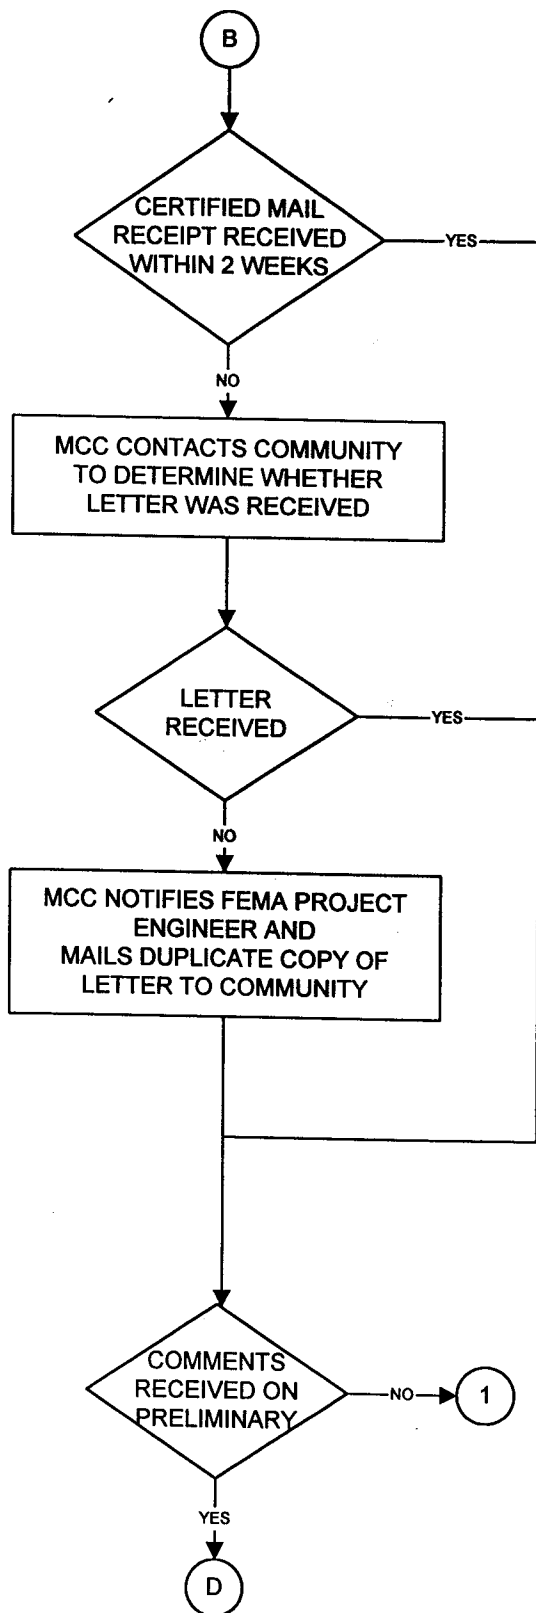 B
CERTIFIED MAIL
RECEIPT RECEIVED
WITHIN 2 WEEKS
YES
NO
MCC CONTACTS COMMUNITY
TO DETERMINE WHETHER
LETTER WAS RECEIVED
LETTER
RECEIVED
YES
NO
MCC NOTIFIES FEMA PROJECT
ENGINEER AND
MAILS DUPLICATE COPY OF
LETTER TO COMMUNITY
COMMENTS
RECEIVED ON
PRELIMINARY
NO
1
YES
D